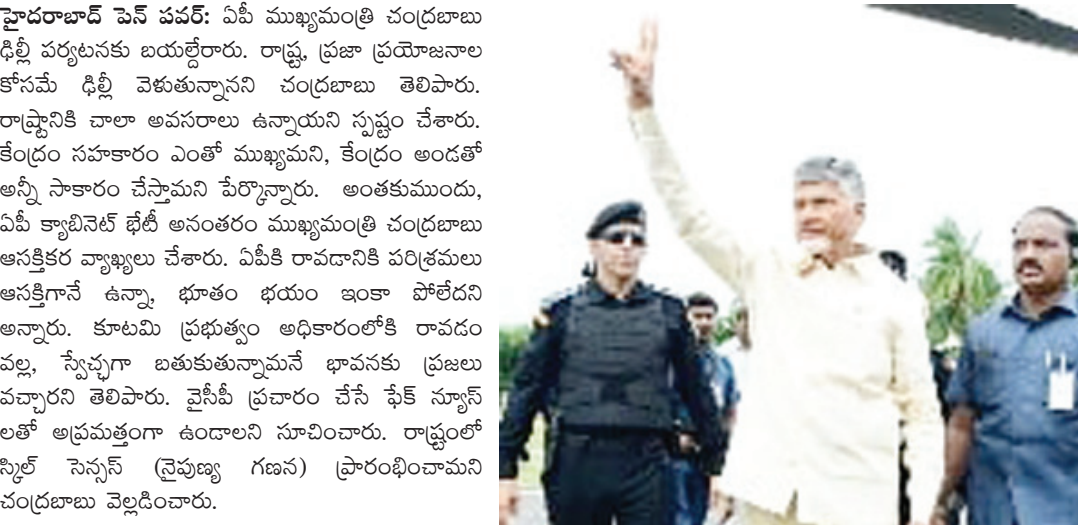 హైదరాబాద్ పెన్ పవర్: ఏపీ ముఖ్యమంత్రి చంద్రబాబు
ఢిల్లీ పర్యటనకు బయల్దేరారు. రాష్ట్ర, ప్రజా ప్రయోజనాల
కోసమే ఢిల్లీ వెళుతున్నానని చంద్రబాబు తెలిపారు.
రాష్ట్రానికి చాలా అవసరాలు ఉన్నాయని స్పష్టం చేశారు.
కేంద్రం సహకారం ఎంతో ముఖ్యమని, కేంద్రం అండతో
అన్నీ సాకారం చేస్తామని పేర్కొన్నారు. అంతకుముందు,
ఏపీ క్యాబినెట్ భేటీ అనంతరం ముఖ్యమంత్రి చంద్రబాబు
ఆసక్తికర వ్యాఖ్యలు చేశారు. ఏపీకి రావడానికి పరిశ్రమలు
ఆసక్తిగానే ఉన్నా, భూతం భయం ఇంకా పోలేదని
అన్నారు. కూటమి ప్రభుత్వం అధికారంలోకి రావడం
వల్ల, స్వేచ్ఛగా బతుకుతున్నామనే భావనకు ప్రజలు
వచ్చారని తెలిపారు. వైసీపీ ప్రచారం చేసే ఫేక్ న్యూస్
లతో అప్రమత్తంగా ఉండాలని సూచించారు. రాష్ట్రంలో
స్కిల్ సెన్సస్ (నైపుణ్య గణన) ప్రారంభించామని
చంద్రబాబు వెల్లడించారు.